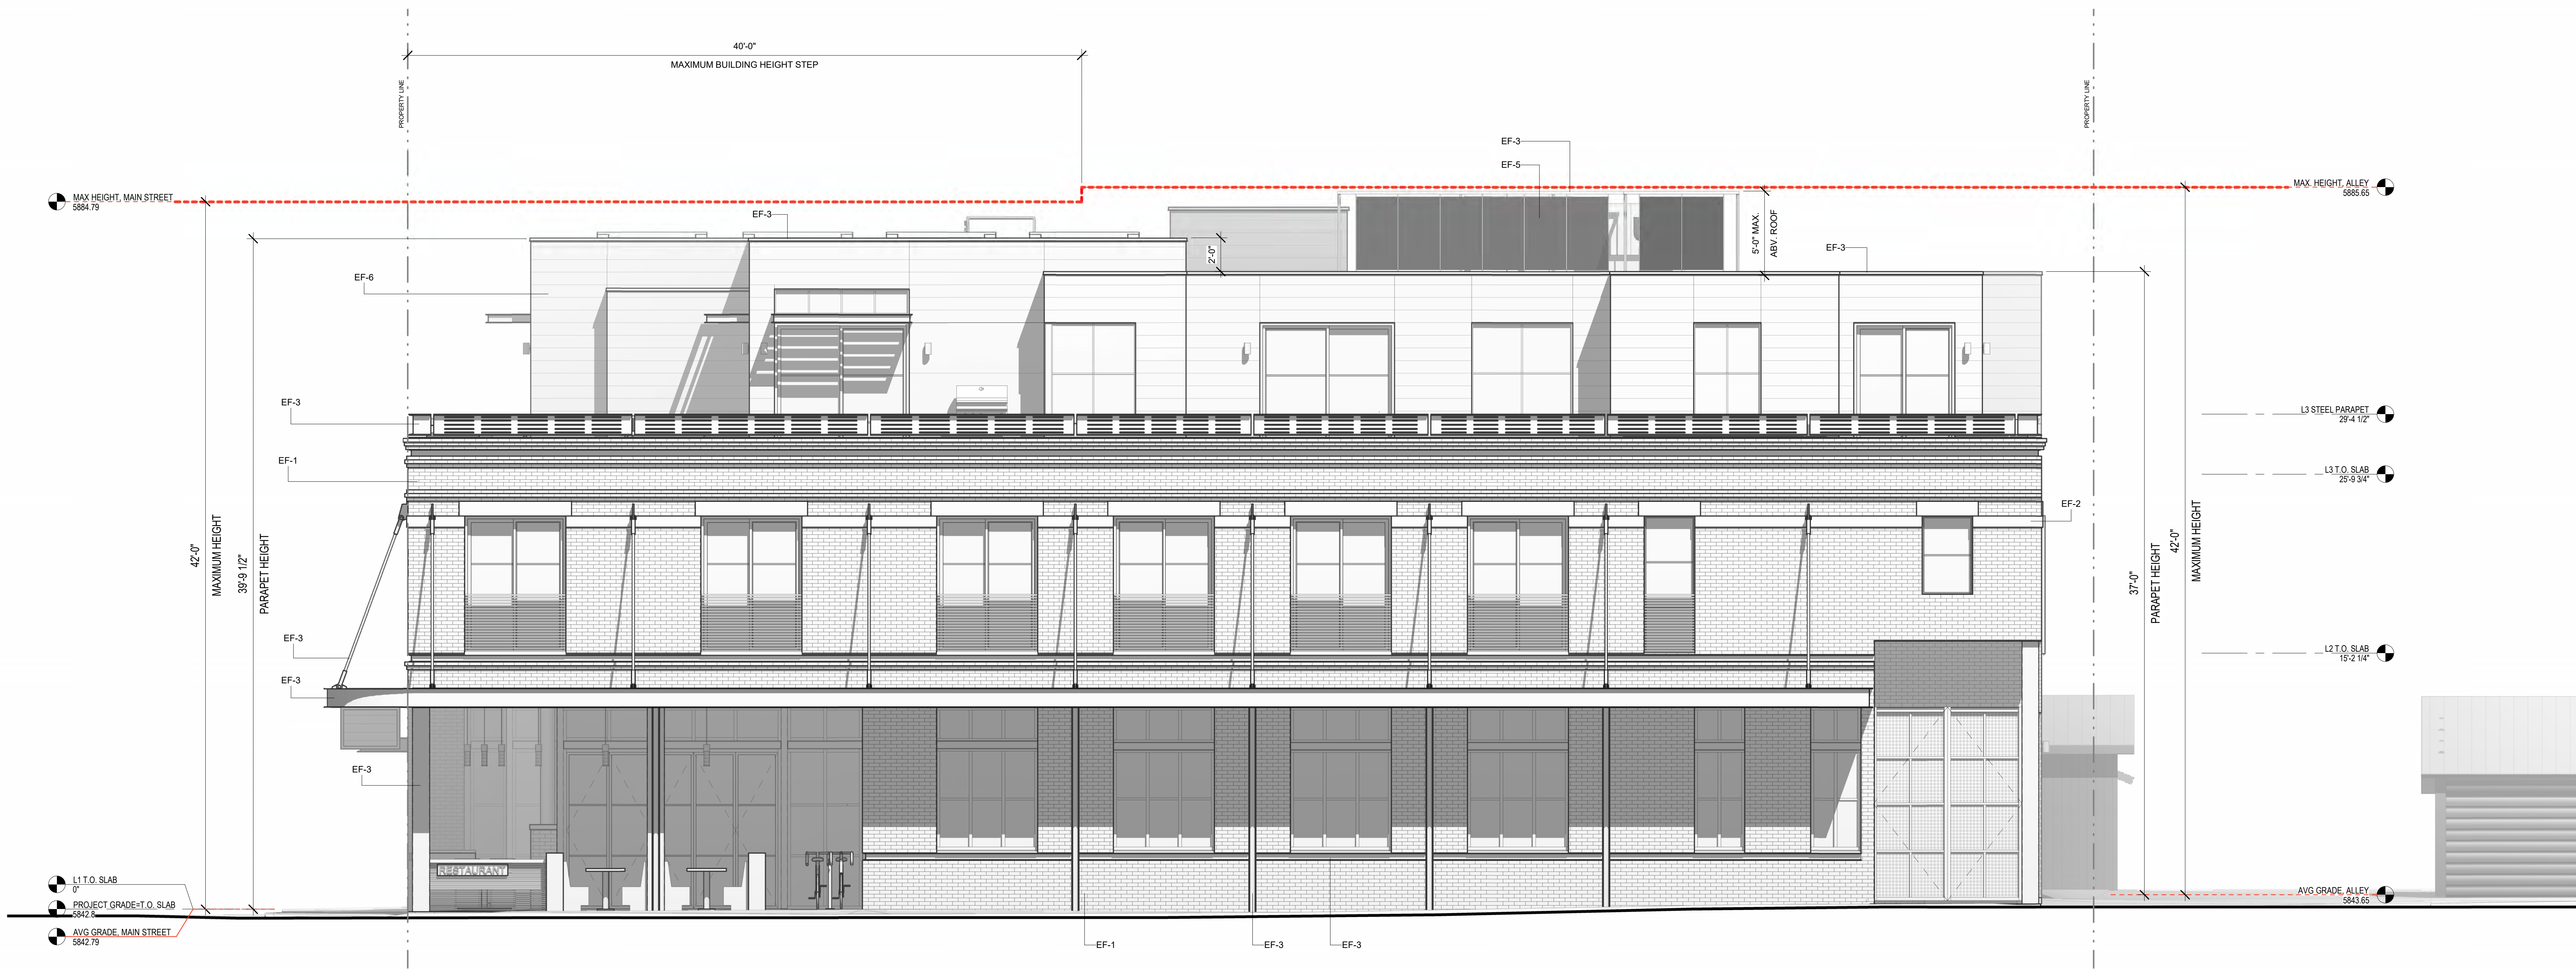 40'-0"
MAXIMUM BUILDING HEIGHT STEP
PROPERTY LINE
PROPERTY LINE
EF-3
EF-5
MAX HEIGHT, MAIN STREET
5884.79
MAX. HEIGHT, ALLEY
5885.65
EF-3
2'-0"
5'-0" MAX.
ABV. ROOF
EF-3
EF-6
EF-3
L3 STEEL PARAPET
29'-4 1/2"
EF-1
L3 T.O. SLAB
25'-9 3/4"
EF-2
42'-0"
MAXIMUM HEIGHT
39'-9 1/2"
PARAPET HEIGHT
37'-0"
PARAPET HEIGHT
42'-0"
MAXIMUM HEIGHT
EF-3
L2 T.O. SLAB
15'-2 1/4"
EF-3
EF-3
RESTAURANT
L1 T.O. SLAB
0"
PROJECT GRADE=T.O. SLAB
5842.8
AVG GRADE, MAIN STREET
5842.79
AVG GRADE, ALLEY
5843.65
EF-1
EF-3
EF-3